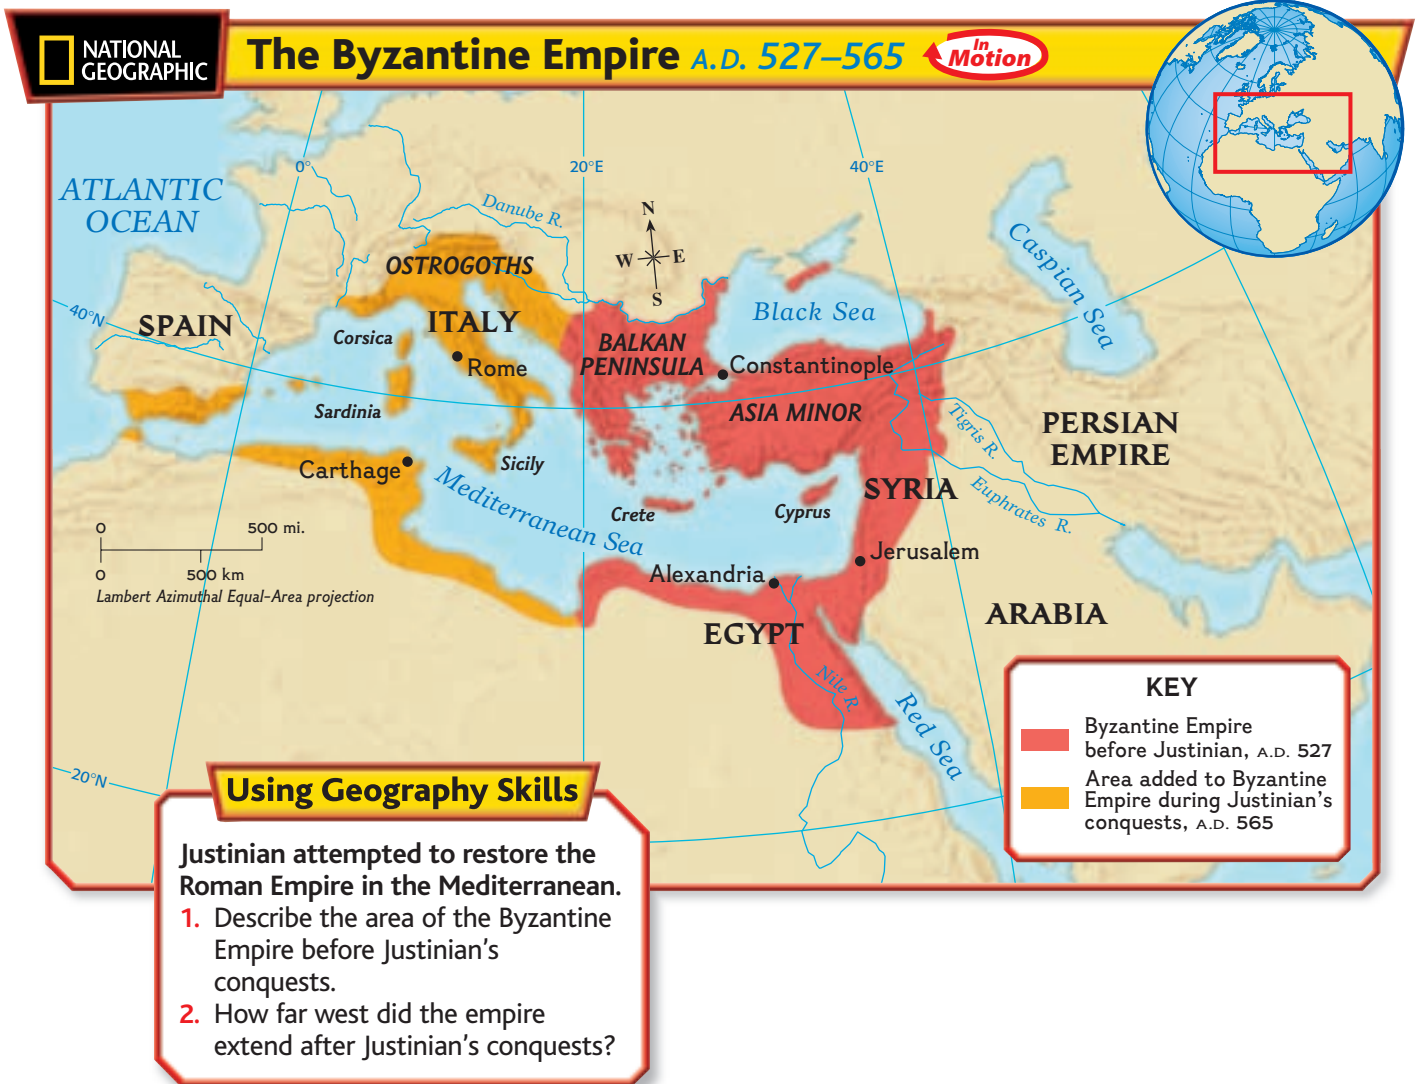 NATIONAL
GEOGRAPHIC
The Byzantine Empire A.D. 527–565
In
Motion
0°
20°E
40°E
ATLANTIC
OCEAN
Danube R.
N
W
E
S
OSTROGOTHS
Caspian Sea
40°N
SPAIN
Corsica
ITALY
Black Sea
BALKAN
PENINSULA
Rome
Constantinople
Sardinia
ASIA MINOR
Tigris R.
PERSIAN
EMPIRE
Carthage
Sicily
Mediterranean Sea
SYRIA
Euphrates R.
Crete
Cyprus
0
500 mi.
0
500 km
Lambert Azimuthal Equal-Area projection
Jerusalem
Alexandria
EGYPT
ARABIA
Nile R.
Red Sea
20°N
KEY
Byzantine Empire
before Justinian, A.D. 527
Area added to Byzantine
Empire during Justinian's
conquests, A.D. 565
Using Geography Skills
Justinian attempted to restore the
Roman Empire in the Mediterranean.
1. Describe the area of the Byzantine
Empire before Justinian's
conquests.
2. How far west did the empire
extend after Justinian's conquests?